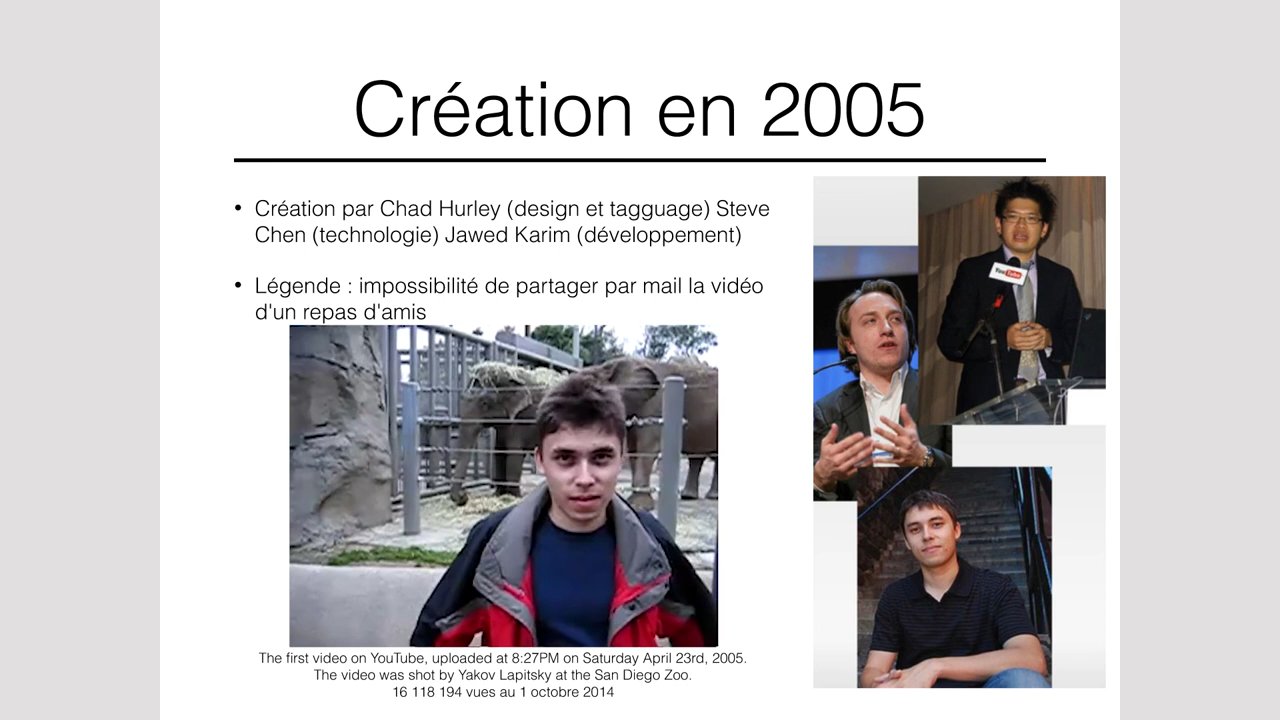 Création en 2005
• Création par Chad Hurley (design et tagguage) Steve
Chen (technologie) Jawed Karim (développement)
• Légende : impossibilité de partager par mail la vidéo
d'un repas d'amis
YouTube
The first video on YouTube, uploaded at 8:27PM on Saturday April 23rd, 2005.
The video was shot by Yakov Lapitsky at the San Diego Zoo.
16 118 194 vues au 1 octobre 2014